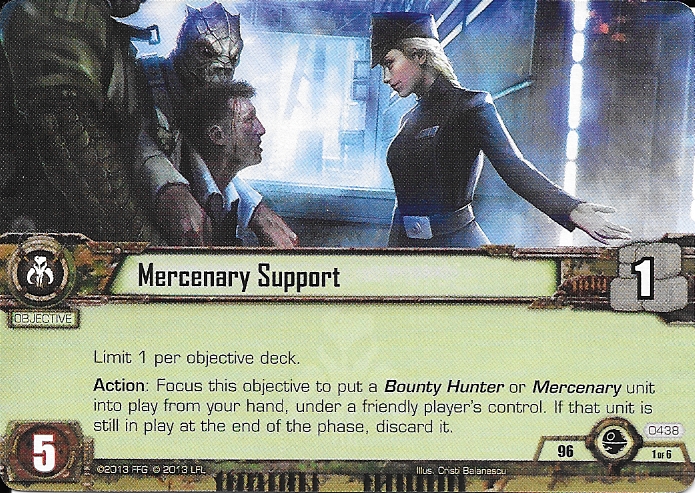 Mercenary Support
1
OBJECTIVE
Limit 1 per objective deck.
Action: Focus this objective to put a Bounty Hunter or Mercenary unit
into play from your hand, under a friendly player's control. If that unit is
still in play at the end of the phase, discard it.
0438
5
96
1 OF 6
©2013 FFG © 2013 LFL
Illus. Cristi Balanescu